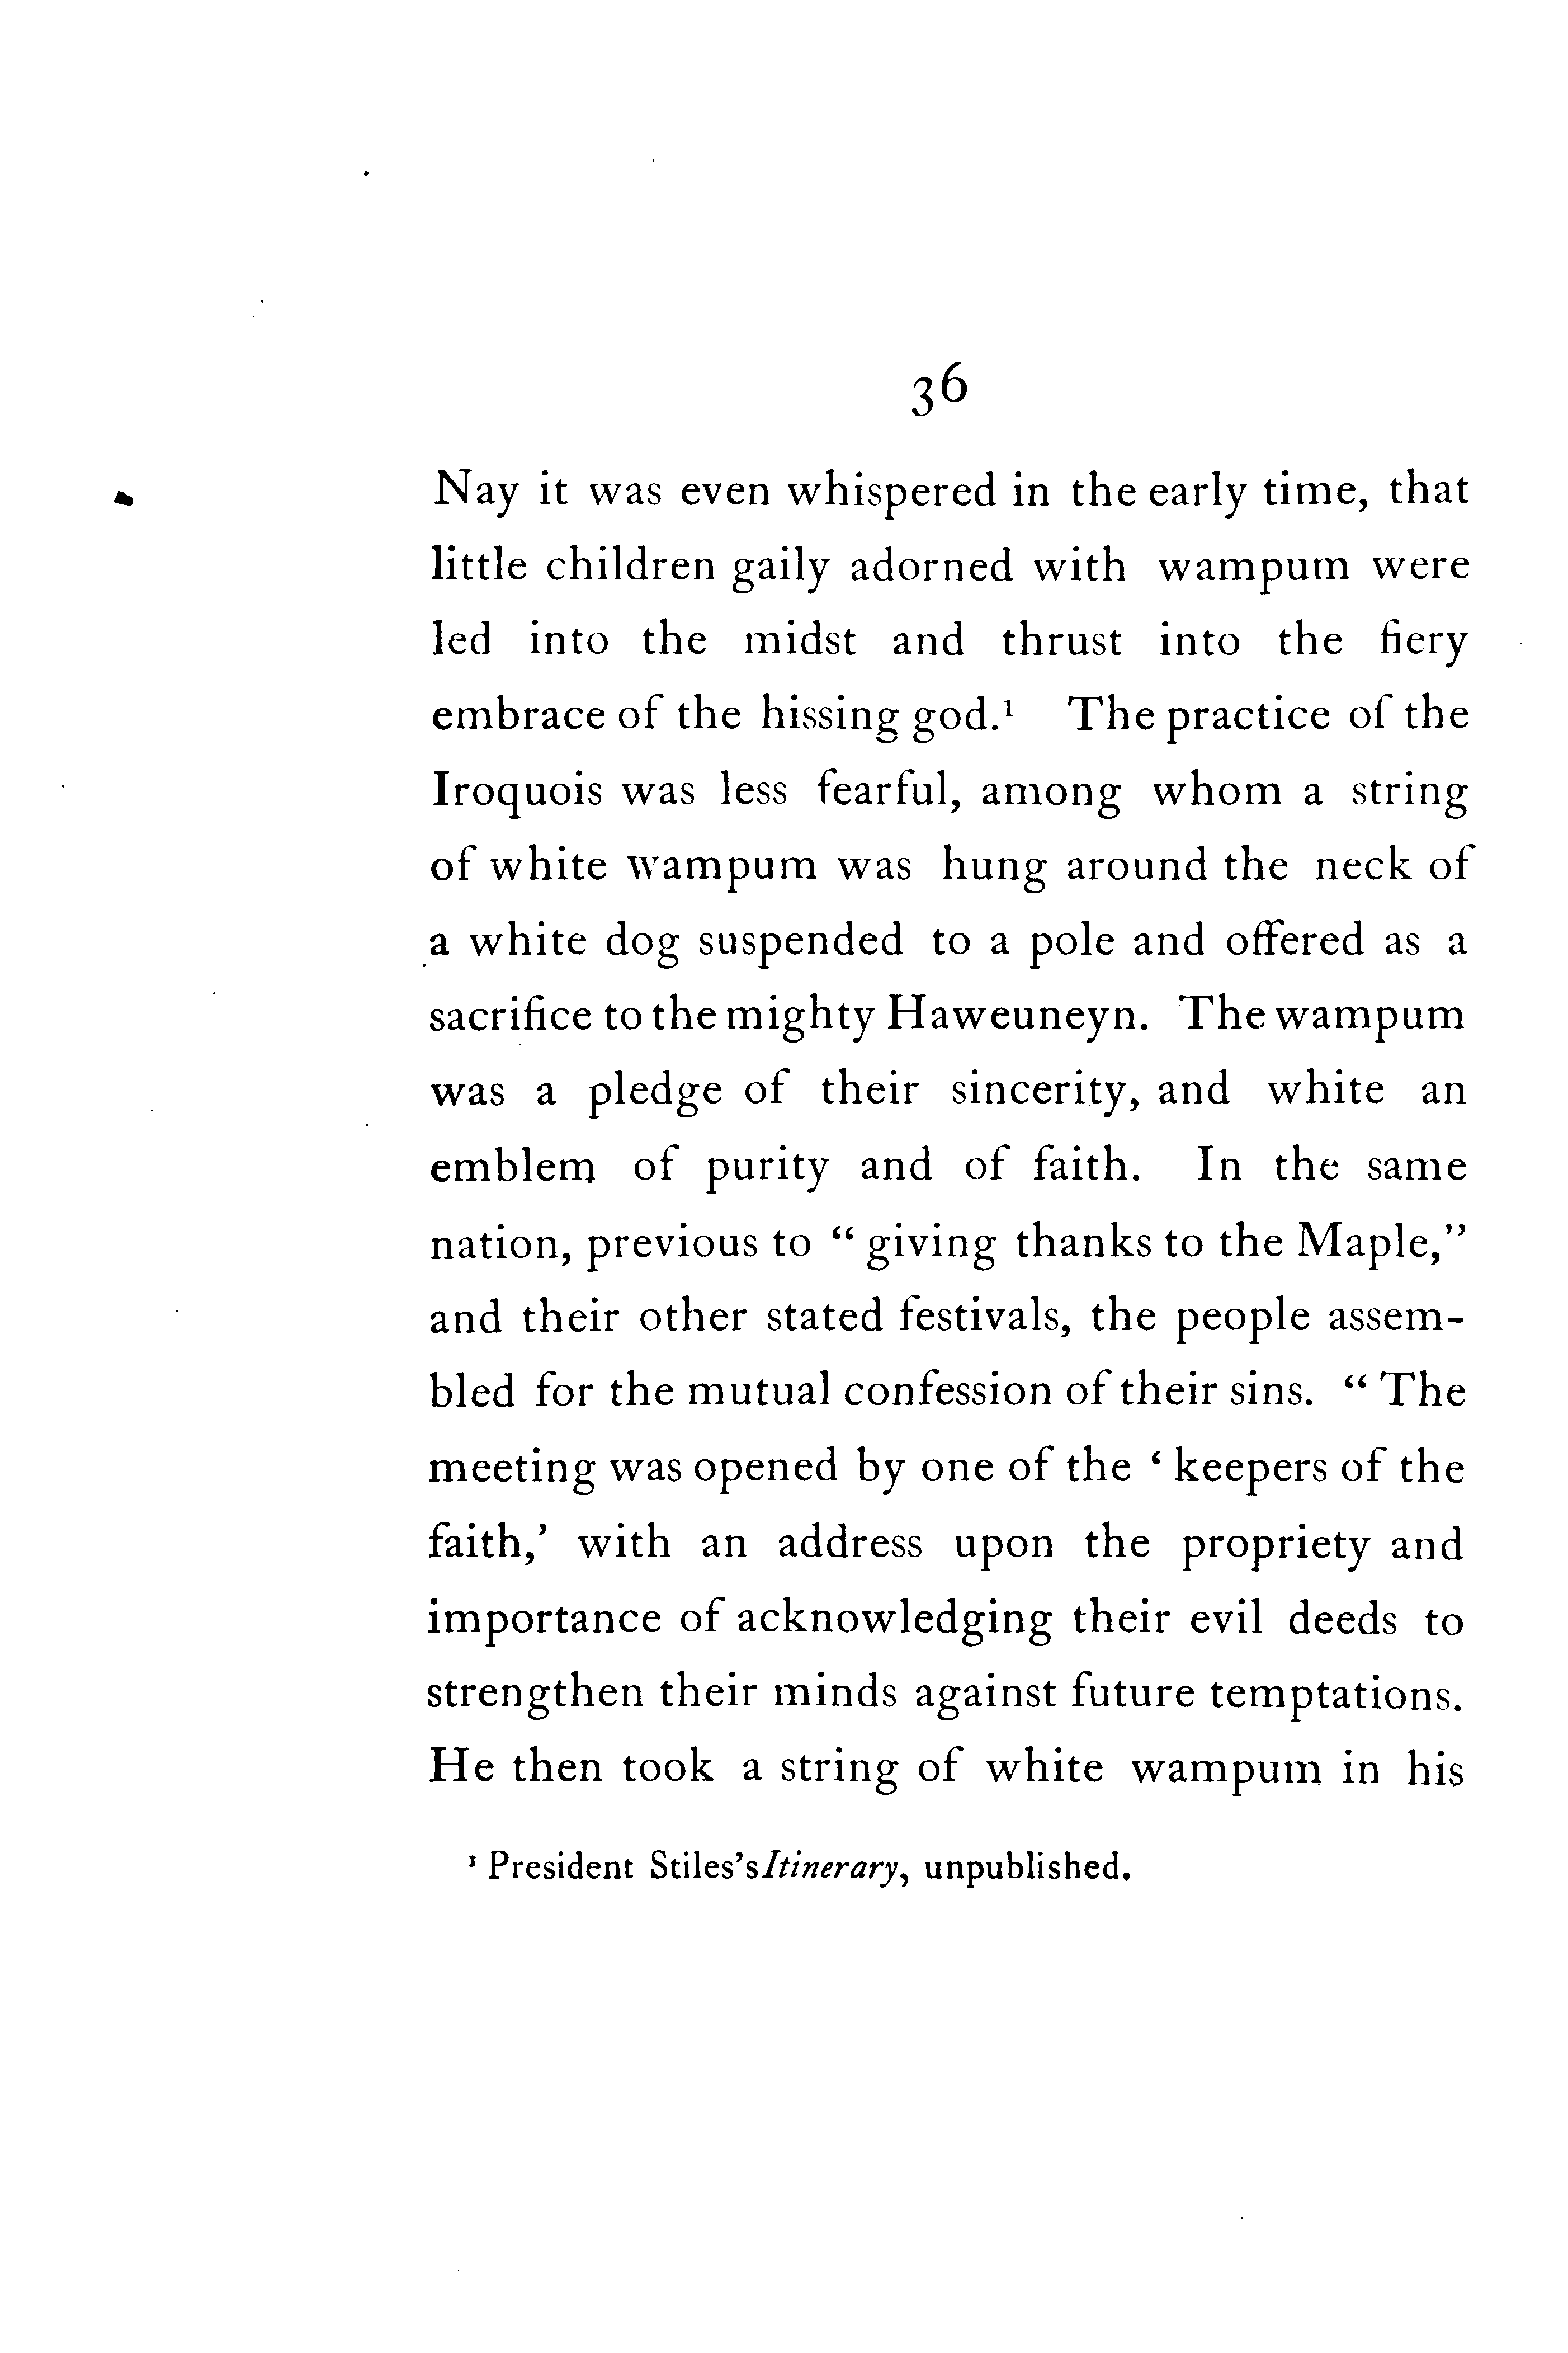 36
Nay it was even whispered in the early time, that
little children gaily adorned with wampum were
led into the midst and thrust into the fiery
embrace of the hissing god.¹ The practice of the
Iroquois was less fearful, among whom a string
of white wampum was hung around the neck of
a white dog suspended to a pole and offered as a
sacrifice to the mighty Haweuneyn. The wampum
was a pledge of their sincerity, and white an
emblem of purity and of faith. In the same
nation, previous to “ giving thanks to the Maple,”
and their other stated festivals, the people assem-
bled for the mutual confession of their sins. “ The
meeting was opened by one of the ‘ keepers of the
faith,’ with an address upon the propriety and
importance of acknowledging their evil deeds to
strengthen their minds against future temptations.
He then took a string of white wampum in his
¹ President Stiles’s Itinerary, unpublished.